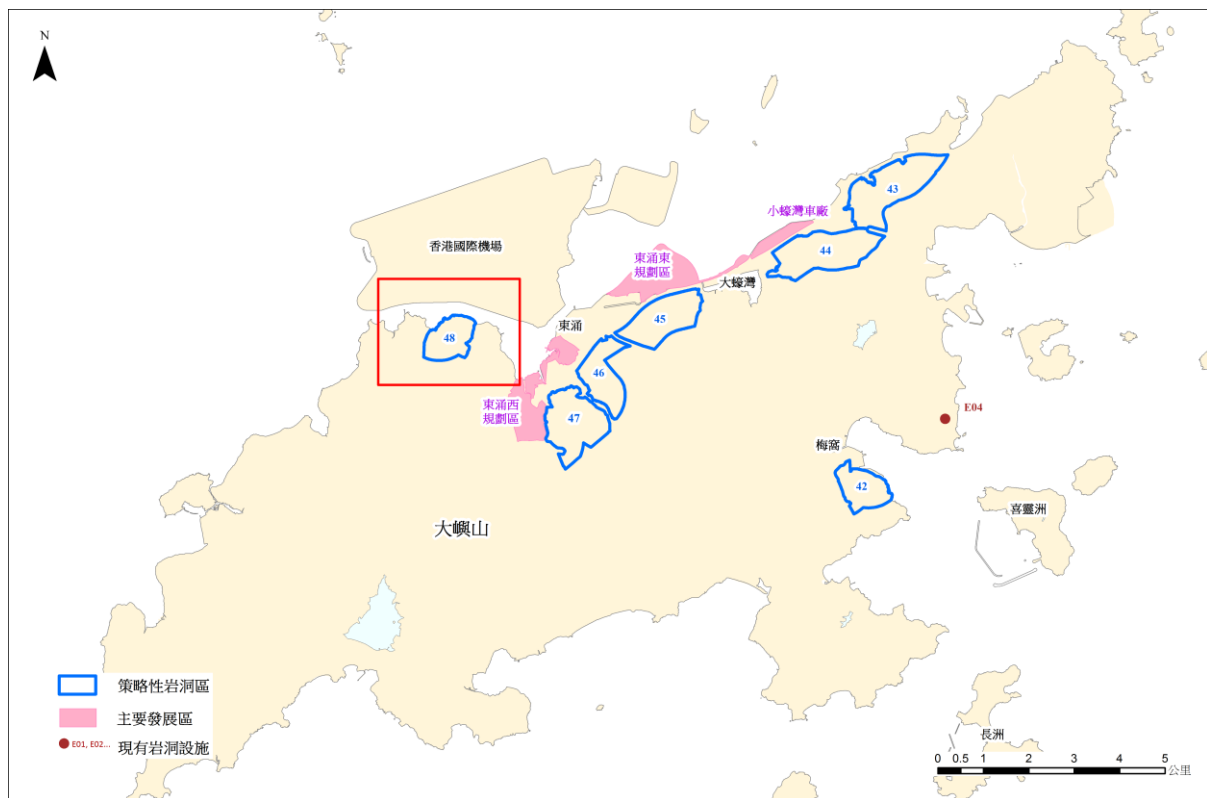 N
43
小蠔灣車廠
44
香港國際機場
東涌東
規劃區
大蠔灣
45
東涌
48
46
東涌西
規劃區
47
E04
梅窩
42
喜靈洲
大嶼山
策略性岩洞區
主要發展區
E01, E02... 現有岩洞設施
長洲
0 0.5 1 2 3 4 5
公里